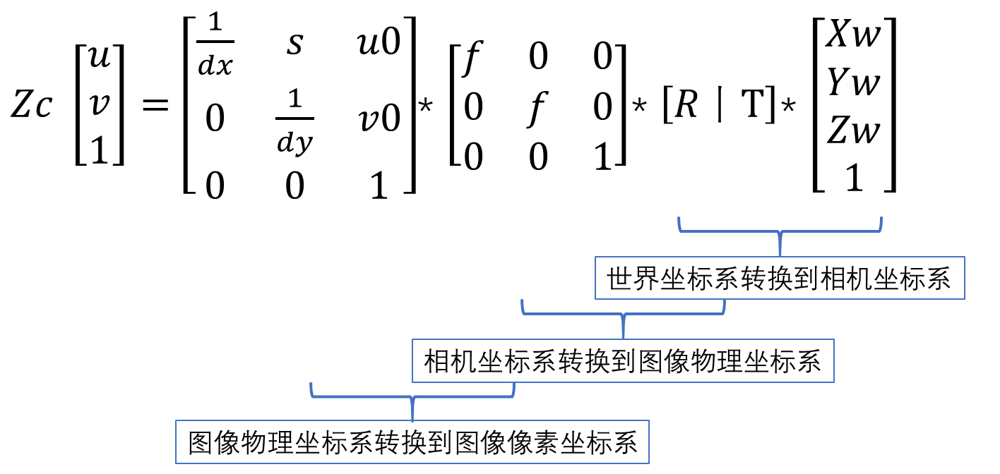 Zc [u v 1] = [1/dx s u0 0 1/dy v0 0 0 1] * [f 0 0 0 f 0 0 0 1] * [R | T] * [Xw Yw Zw 1]
世界坐标系转换到相机坐标系
相机坐标系转换到图像物理坐标系
图像物理坐标系转换到图像像素坐标系